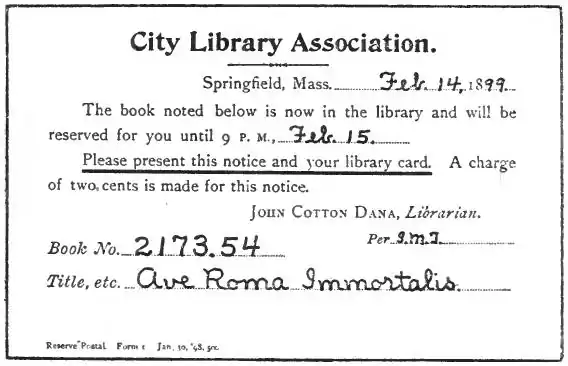 City Library Association.
Springfield, Mass. Feb. 14, 1899.
The book noted below is now in the library and will be
reserved for you until 9 P. M., Feb. 15.
Please present this notice and your library card. A charge
of two cents is made for this notice.
JOHN COTTON DANA, Librarian.
Book No. 2173.54 Per
Title, etc. Ave Roma Immortalis.
Reserve Postal. Form Jan. 10, '98,